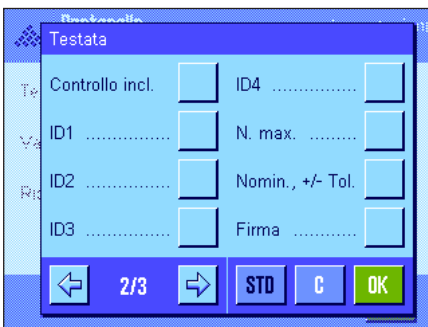 Testata
Controllo incl.
ID1 ................
ID2 ................
ID3 ................
ID4 ................
N. max. .........
Nomin., +/- Tol.
Firma ............
2/3
STD
C
OK